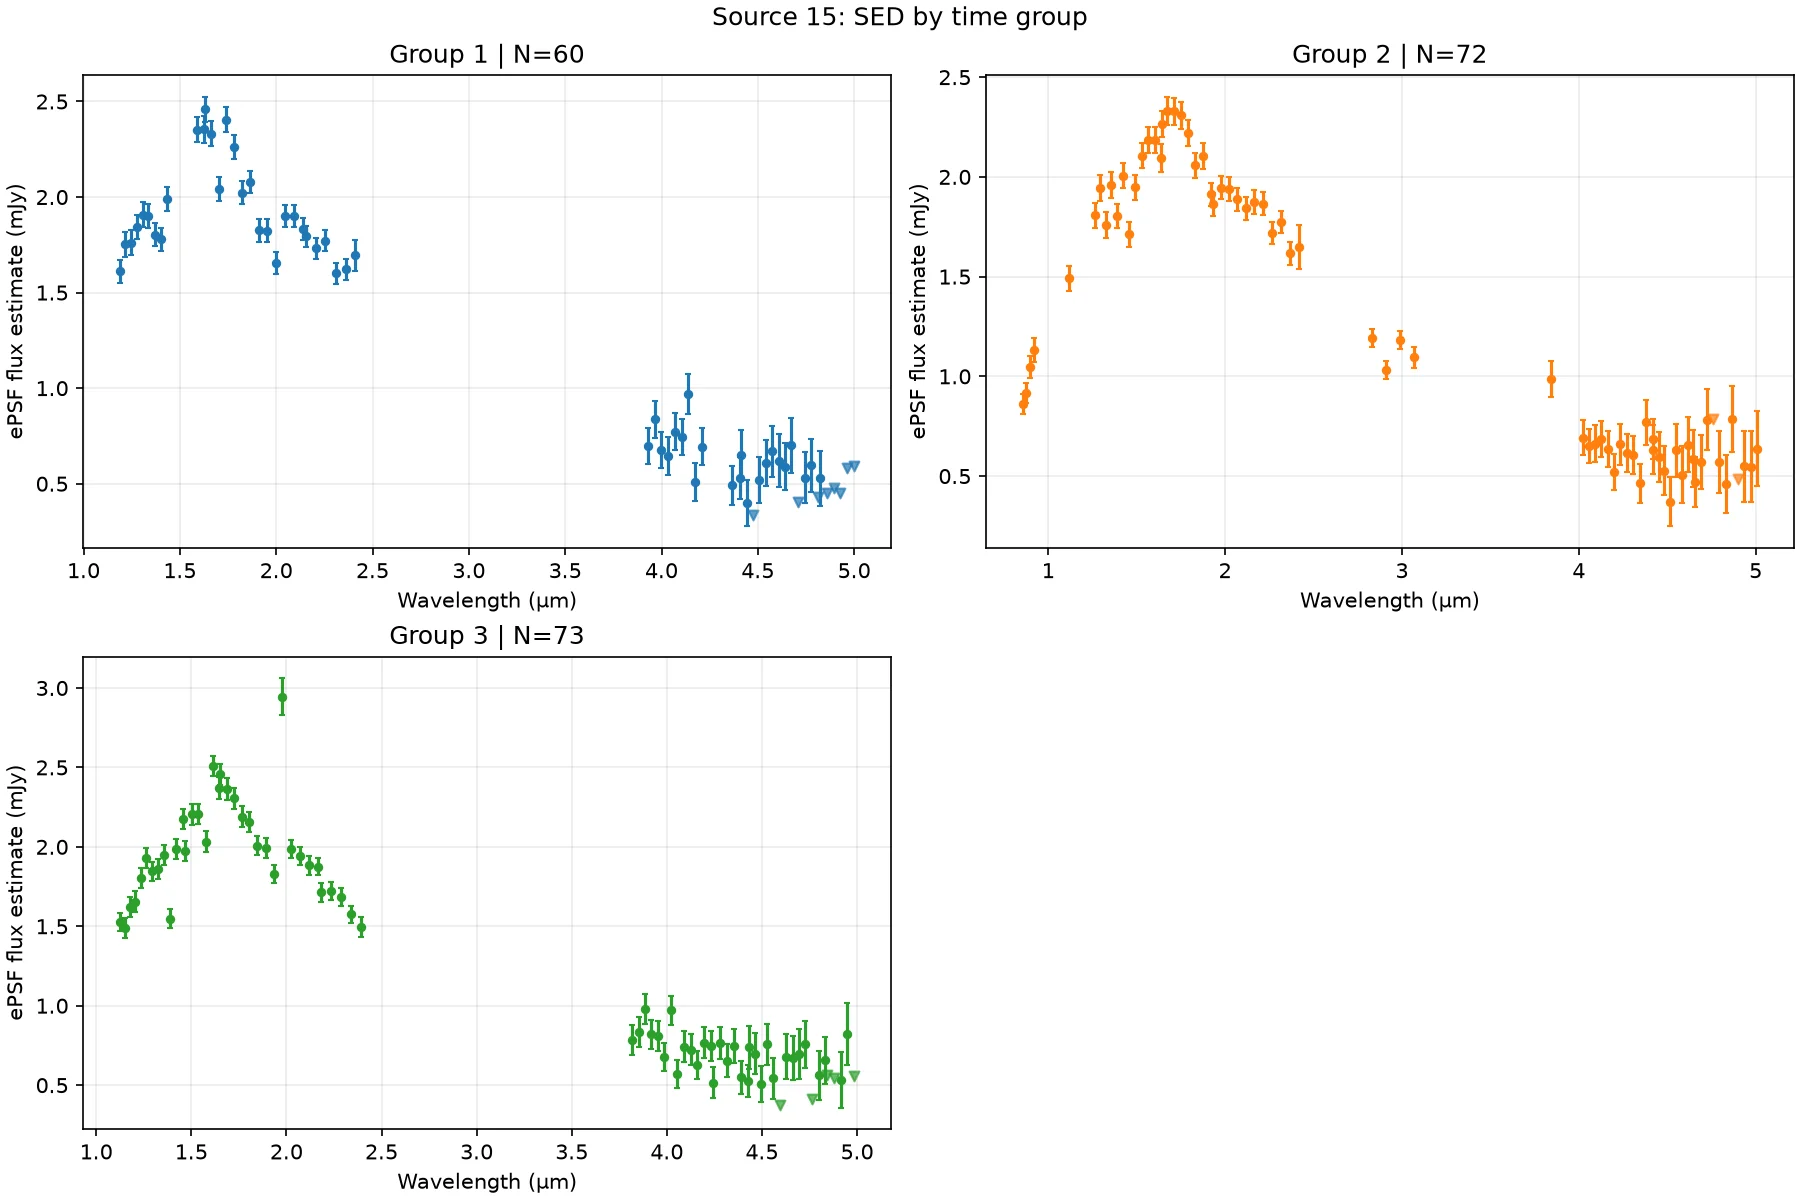 Source 15: SED by time group
Group 1 | N=60
ePSF flux estimate (mJy)
2.5
2.0
1.5
1.0
0.5
1.0 1.5 2.0 2.5 3.0 3.5 4.0 4.5 5.0
Wavelength (μm)
Group 2 | N=72
ePSF flux estimate (mJy)
2.5
2.0
1.5
1.0
0.5
1 2 3 4 5
Wavelength (μm)
Group 3 | N=73
ePSF flux estimate (mJy)
3.0
2.5
2.0
1.5
1.0
0.5
1.0 1.5 2.0 2.5 3.0 3.5 4.0 4.5 5.0
Wavelength (μm)